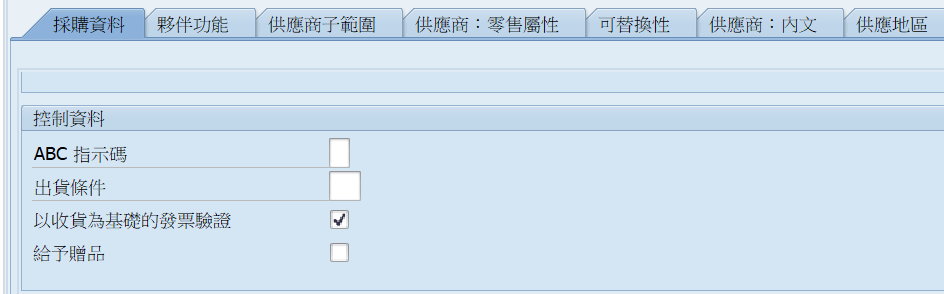 採購資料 夥伴功能 供應商子範圍 供應商：零售屬性 可替換性 供應商：內文 供應地區
控制資料
ABC 指示碼
出貨條件
以收貨為基礎的發票驗證
給予贈品